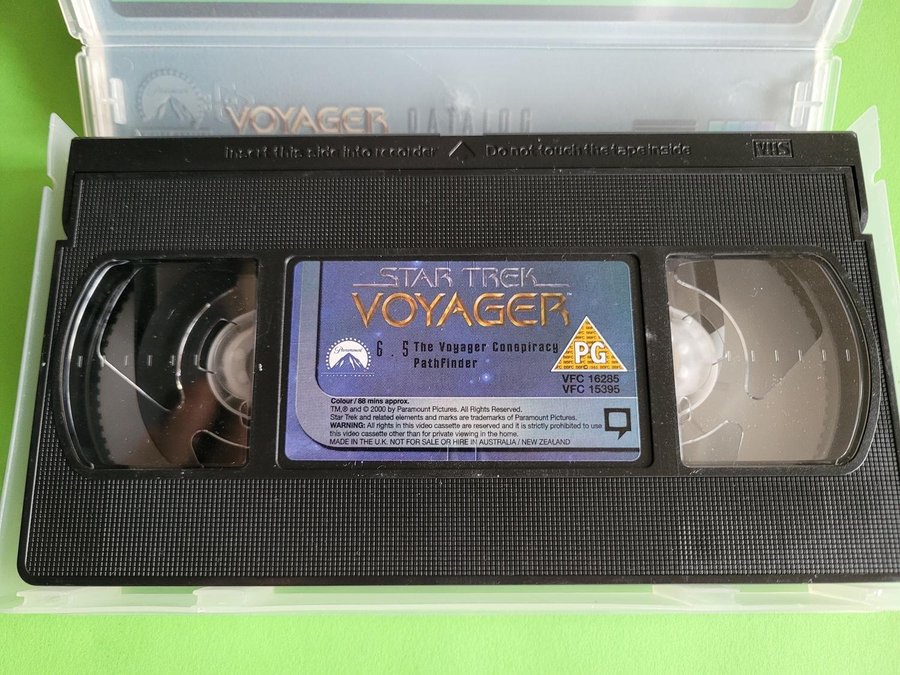 VOYAGER CATALOG
Insert this side into recorder Do not touch the tape inside VHS
STAR TREK
VOYAGER™
Paramount
6 . 5 The Voyager Conspiracy
Pathfinder
PG
VFC 16285
VFC 15395
Colour / 88 mins approx.
TM,® and © 2000 by Paramount Pictures. All Rights Reserved.
Star Trek and related elements and marks are trademarks of Paramount Pictures.
WARNING: All rights in this video cassette are reserved and it is strictly prohibited to use
this video cassette other than for private viewing in the home.
MADE IN THE U.K. NOT FOR SALE OR HIRE IN AUSTRALIA / NEW ZEALAND